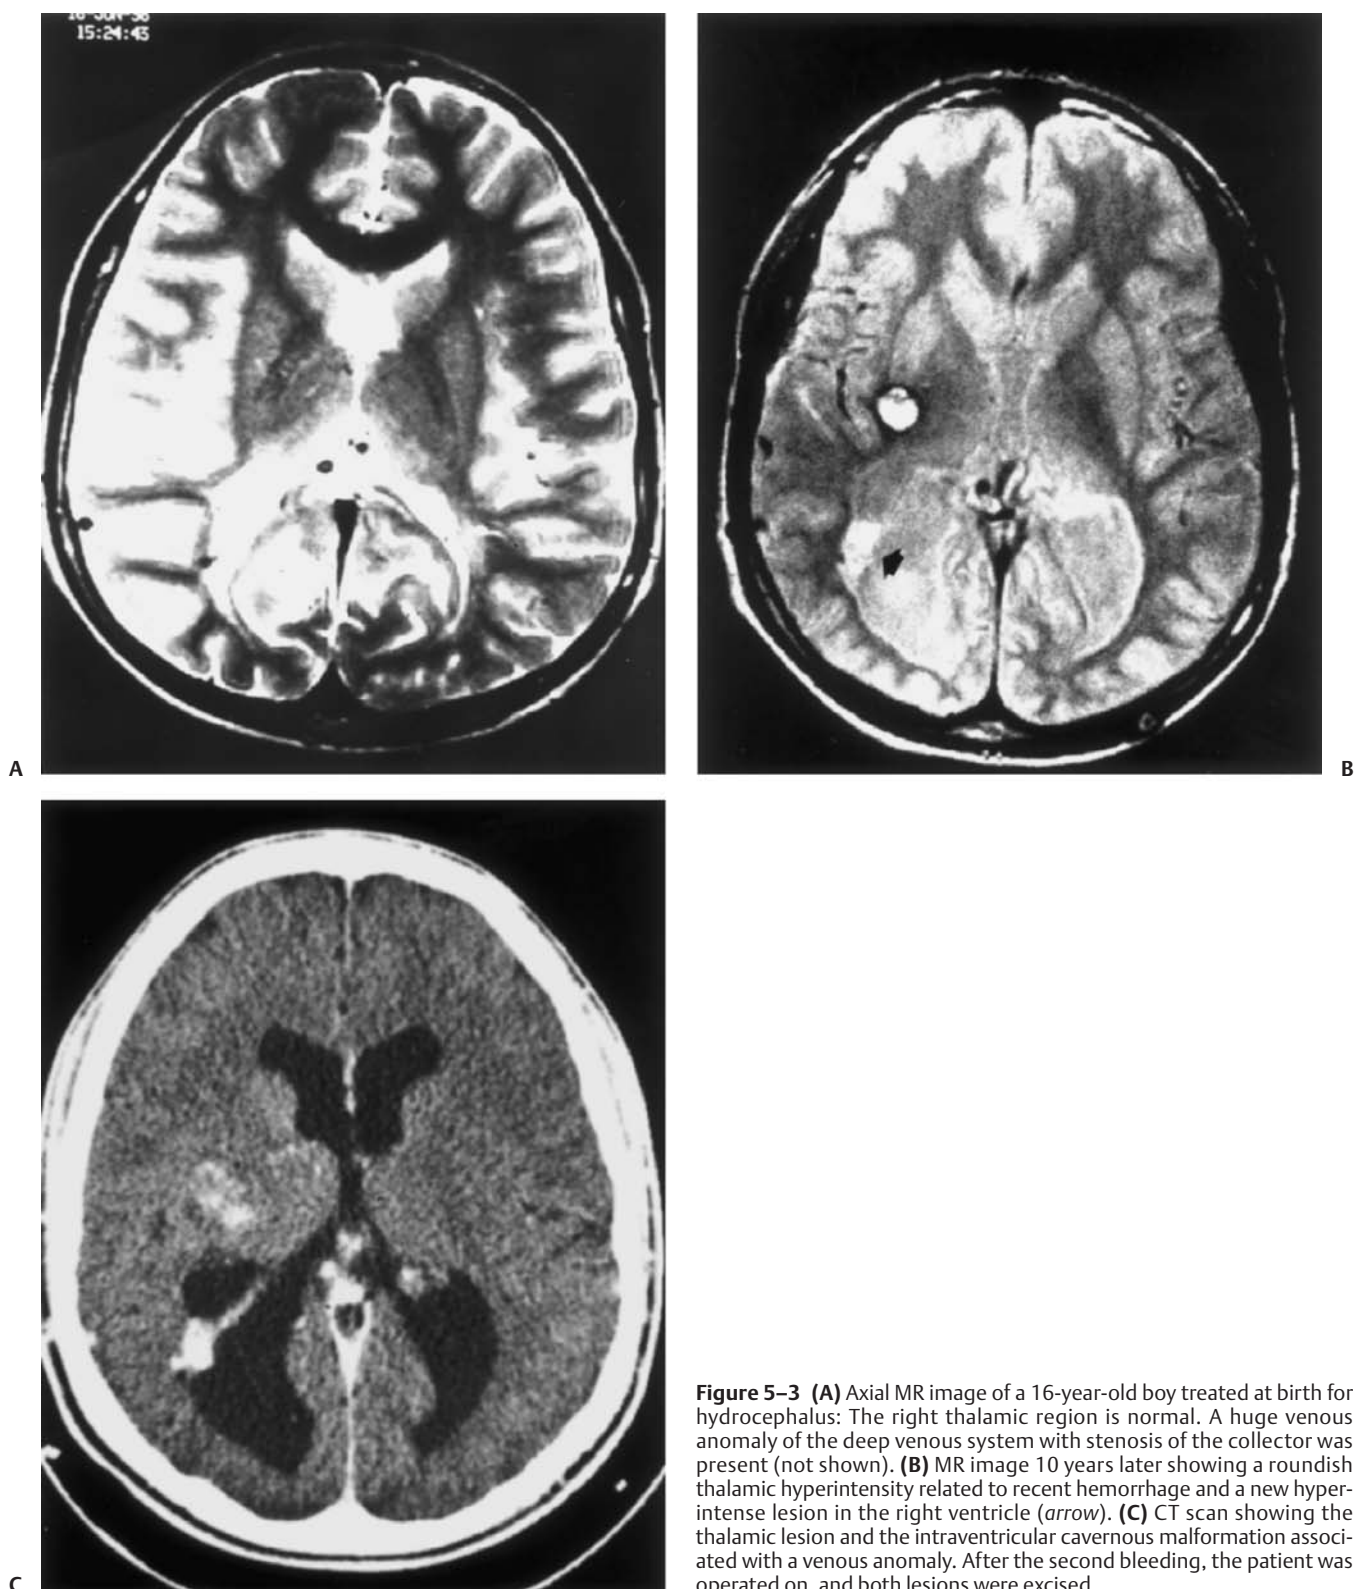 15:24:43
A
B
C
Figure 5–3 (A) Axial MR image of a 16-year-old boy treated at birth for
hydrocephalus: The right thalamic region is normal. A huge venous
anomaly of the deep venous system with stenosis of the collector was
present (not shown). (B) MR image 10 years later showing a roundish
thalamic hyperintensity related to recent hemorrhage and a new hyper-
intense lesion in the right ventricle (arrow). (C) CT scan showing the
thalamic lesion and the intraventricular cavernous malformation associ-
ated with a venous anomaly. After the second bleeding, the patient was
operated on, and both lesions were excised.